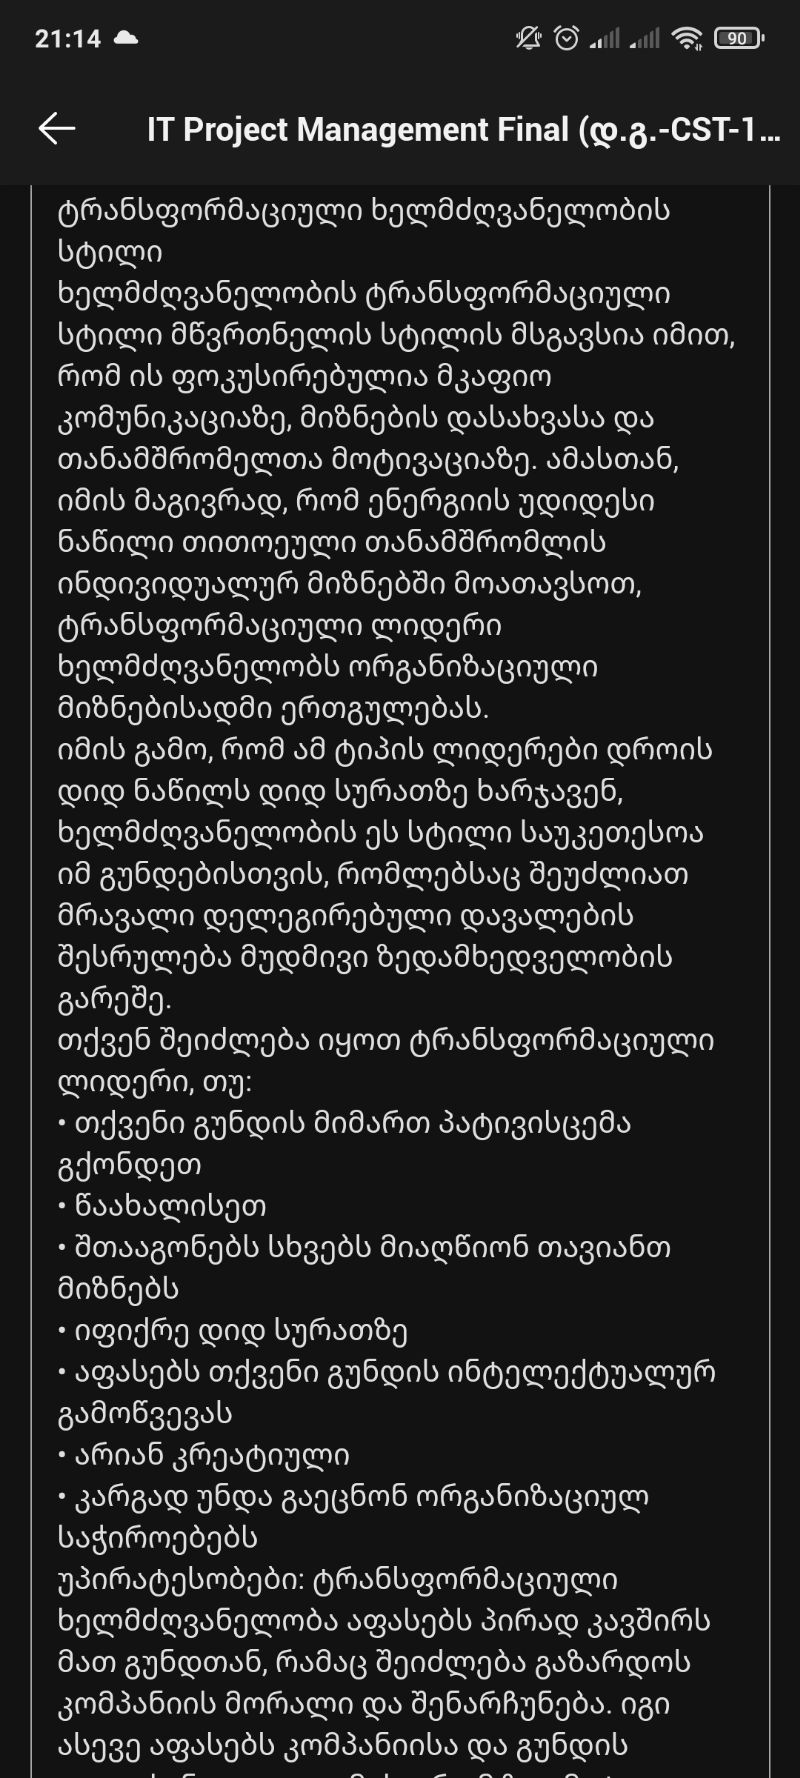 21:14
90
IT Project Management Final (დ.გ.-CST-1...
ტრანსფორმაციული ხელმძღვანელობის
სტილი
ხელმძღვანელობის ტრანსფორმაციული
სტილი მწვრთნელის სტილის მსგავსია იმით,
რომ ის ფოკუსირებულია მკაფიო
კომუნიკაციაზე, მიზნების დასახვასა და
თანამშრომელთა მოტივაციაზე. ამასთან,
იმის მაგივრად, რომ ენერგიის უდიდესი
ნაწილი თითოეული თანამშრომლის
ინდივიდუალურ მიზნებში მოათავსოთ,
ტრანსფორმაციული ლიდერი
ხელმძღვანელობს ორგანიზაციული
მიზნებისადმი ერთგულებას.
იმის გამო, რომ ამ ტიპის ლიდერები დროის
დიდ ნაწილს დიდ სურათზე ხარჯავენ,
ხელმძღვანელობის ეს სტილი საუკეთესოა
იმ გუნდებისთვის, რომლებსაც შეუძლიათ
მრავალი დელეგირებული დავალების
შესრულება მუდმივი ზედამხედველობის
გარეშე.
თქვენ შეიძლება იყოთ ტრანსფორმაციული
ლიდერი, თუ:
• თქვენი გუნდის მიმართ პატივისცემა
გქონდეთ
• წაახალისეთ
• შთააგონებს სხვებს მიაღწიონ თავიანთ
მიზნებს
• იფიქრე დიდ სურათზე
• აფასებს თქვენი გუნდის ინტელექტუალურ
გამოწვევას
• არიან კრეატიული
• კარგად უნდა გაეცნონ ორგანიზაციულ
საჭიროებებს
უპირატესობები: ტრანსფორმაციული
ხელმძღვანელობა აფასებს პირად კავშირს
მათ გუნდთან, რამაც შეიძლება გაზარდოს
კომპანიის მორალი და შენარჩუნება. იგი
ასევე აფასებს კომპანიისა და გუნდის